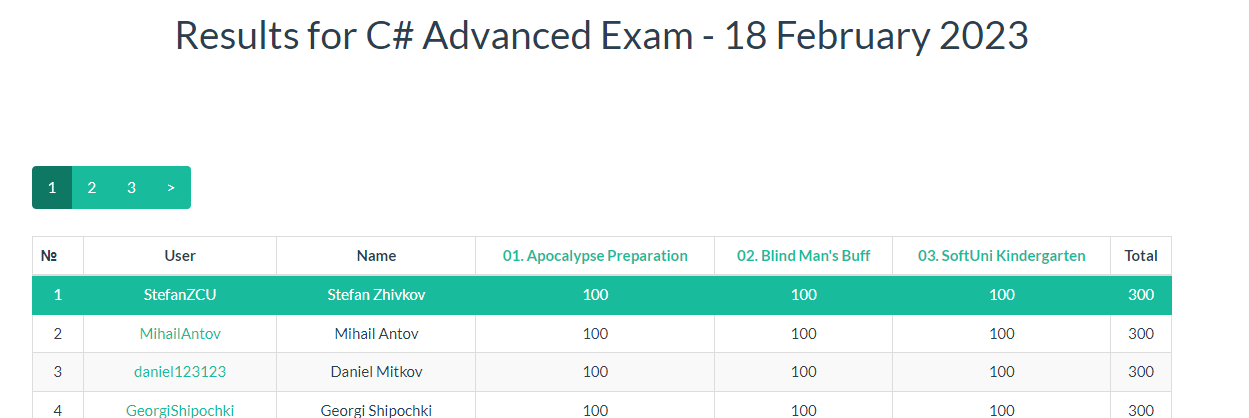 Results for C# Advanced Exam - 18 February 2023
1 2 3 >
№ User Name 01. Apocalypse Preparation 02. Blind Man's Buff 03. SoftUni Kindergarten Total
1 StefanZCU Stefan Zhivkov 100 100 100 300
2 MihailAntov Mihail Antov 100 100 100 300
3 daniel123123 Daniel Mitkov 100 100 100 300
4 GeorgiShipochki Georgi Shipochki 100 100 100 300